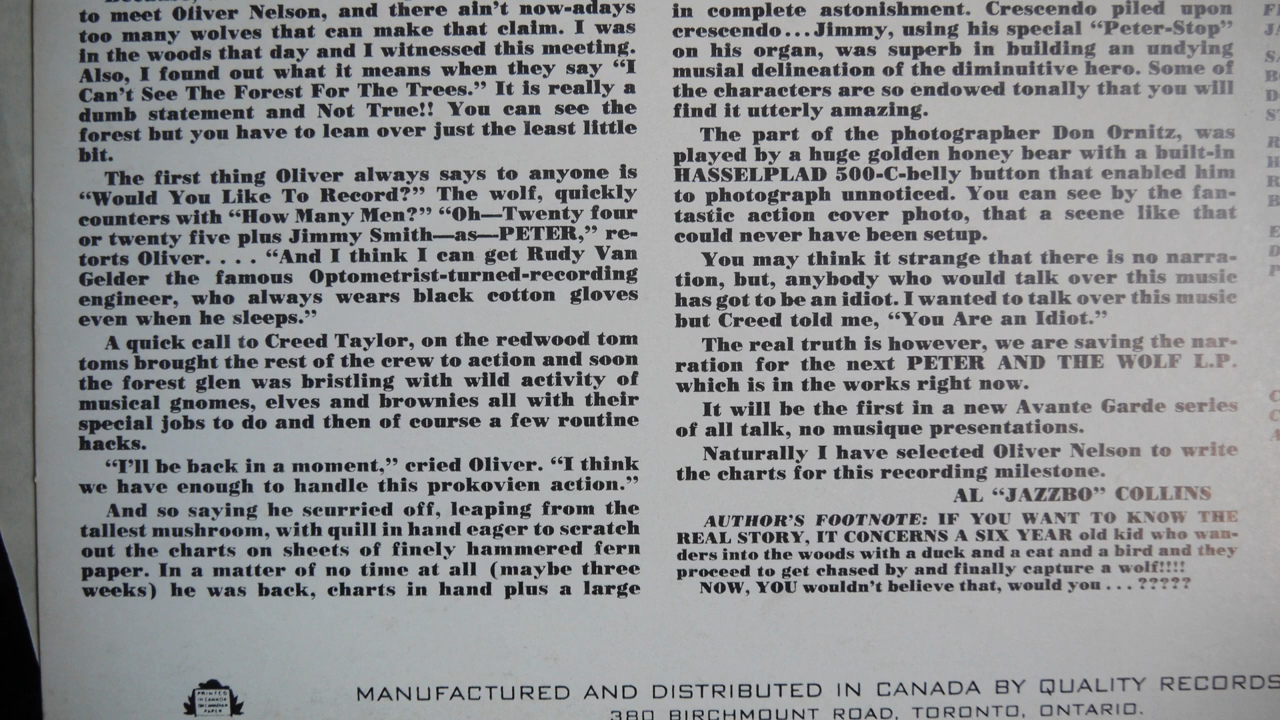 to meet Oliver Nelson, and there ain't now-adays
too many wolves that can make that claim. I was
in the woods that day and I witnessed this meeting.
Also, I found out what it means when they say “I
Can't See The Forest For The Trees.” It is really a
dumb statement and Not True!! You can see the
forest but you have to lean over just the least little
bit.
The first thing Oliver always says to anyone is
“Would You Like To Record?” The wolf, quickly
counters with “How Many Men?” “Oh—Twenty four
or twenty five plus Jimmy Smith—as—PETER,” re-
torts Oliver. . . . “And I think I can get Rudy Van
Gelder the famous Optometrist-turned-recording
engineer, who always wears black cotton gloves
even when he sleeps.”
A quick call to Creed Taylor, on the redwood tom
toms brought the rest of the crew to action and soon
the forest glen was bristling with wild activity of
musical gnomes, elves and brownies all with their
special jobs to do and then of course a few routine
hacks.
“I'll be back in a moment,” cried Oliver. “I think
we have enough to handle this prokovien action.”
And so saying he scurried off, leaping from the
tallest mushroom, with quill in hand eager to scratch
out the charts on sheets of finely hammered fern
paper. In a matter of no time at all (maybe three
weeks) he was back, charts in hand plus a large
in complete astonishment. Crescendo piled upon
crescendo...Jimmy, using his special “Peter-Stop”
on his organ, was superb in building an undying
musial delineation of the diminuitive hero. Some of
the characters are so endowed tonally that you will
find it utterly amazing.
The part of the photographer Don Ornitz, was
played by a huge golden honey bear with a built-in
HASSELPLAD 500-C-belly button that enabled him
to photograph unnoticed. You can see by the fan-
tastic action cover photo, that a scene like that
could never have been setup.
You may think it strange that there is no narra-
tion, but, anybody who would talk over this music
has got to be an idiot. I wanted to talk over this music
but Creed told me, “You Are an Idiot.”
The real truth is however, we are saving the nar-
ration for the next PETER AND THE WOLF L.P.
which is in the works right now.
It will be the first in a new Avante Garde series
of all talk, no musique presentations.
Naturally I have selected Oliver Nelson to write
the charts for this recording milestone.
AL “JAZZBO” COLLINS
AUTHOR'S FOOTNOTE: IF YOU WANT TO KNOW THE
REAL STORY, IT CONCERNS A SIX YEAR old kid who wan-
ders into the woods with a duck and a cat and a bird and they
proceed to get chased by and finally capture a wolf!!!!
NOW, YOU wouldn't believe that, would you . . . ?????
PRINTED
IN CANADA
MANUFACTURED AND DISTRIBUTED IN CANADA BY QUALITY RECORDS
380 BIRCHMOUNT ROAD, TORONTO, ONTARIO.